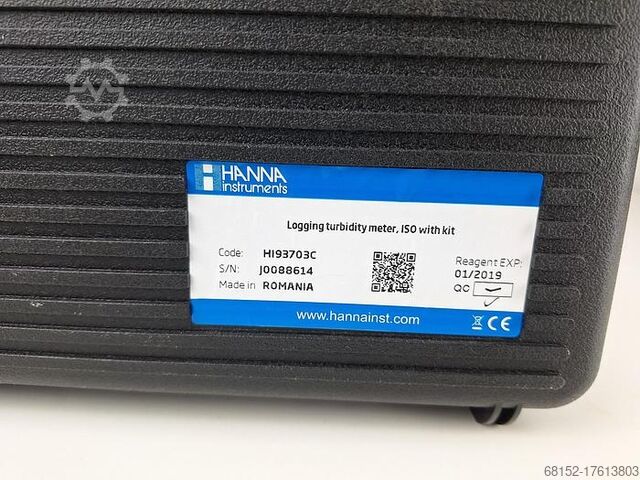 HANNA
instruments
Logging turbidity meter, ISO with kit
Code: HI93703C
S/N: J0088614
Made in ROMANIA
Reagent EXP:
01/2019
QC
www.hannainst.com
CE
68152-17613803